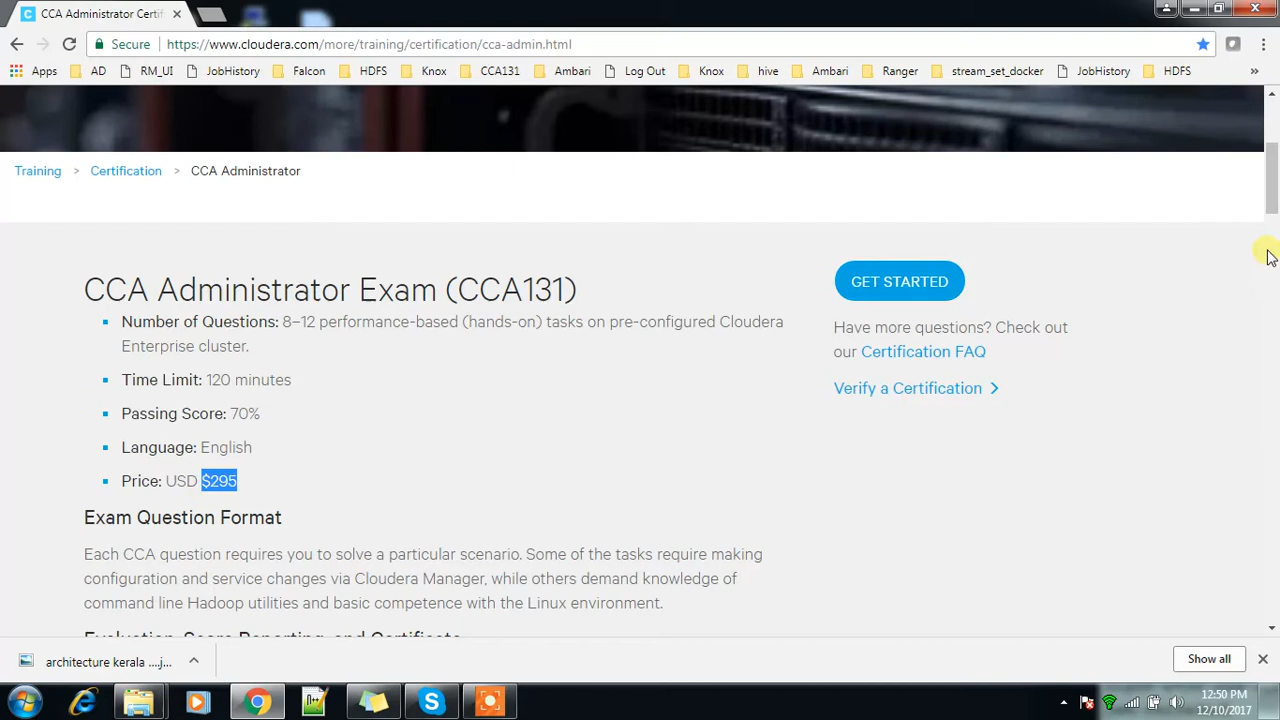 CCA Administrator Certif
Secure https://www.cloudera.com/more/training/certification/cca-admin.html
Apps AD RM_UI JobHistory Falcon HDFS Knox CCA131 Ambari Log Out Knox hive Ambari Ranger stream_set_docker JobHistory HDFS »
Training > Certification > CCA Administrator
CCA Administrator Exam (CCA131)
Number of Questions: 8–12 performance-based (hands-on) tasks on pre-configured Cloudera
Enterprise cluster.
Time Limit: 120 minutes
Passing Score: 70%
Language: English
Price: USD $295
GET STARTED
Have more questions? Check out
our Certification FAQ
Verify a Certification
Exam Question Format
Each CCA question requires you to solve a particular scenario. Some of the tasks require making
configuration and service changes via Cloudera Manager, while others demand knowledge of
command line Hadoop utilities and basic competence with the Linux environment.
Evaluation, Score Reporting, and Certificate
architecture kerala ....j...
Show all
12:50 PM
12/10/2017